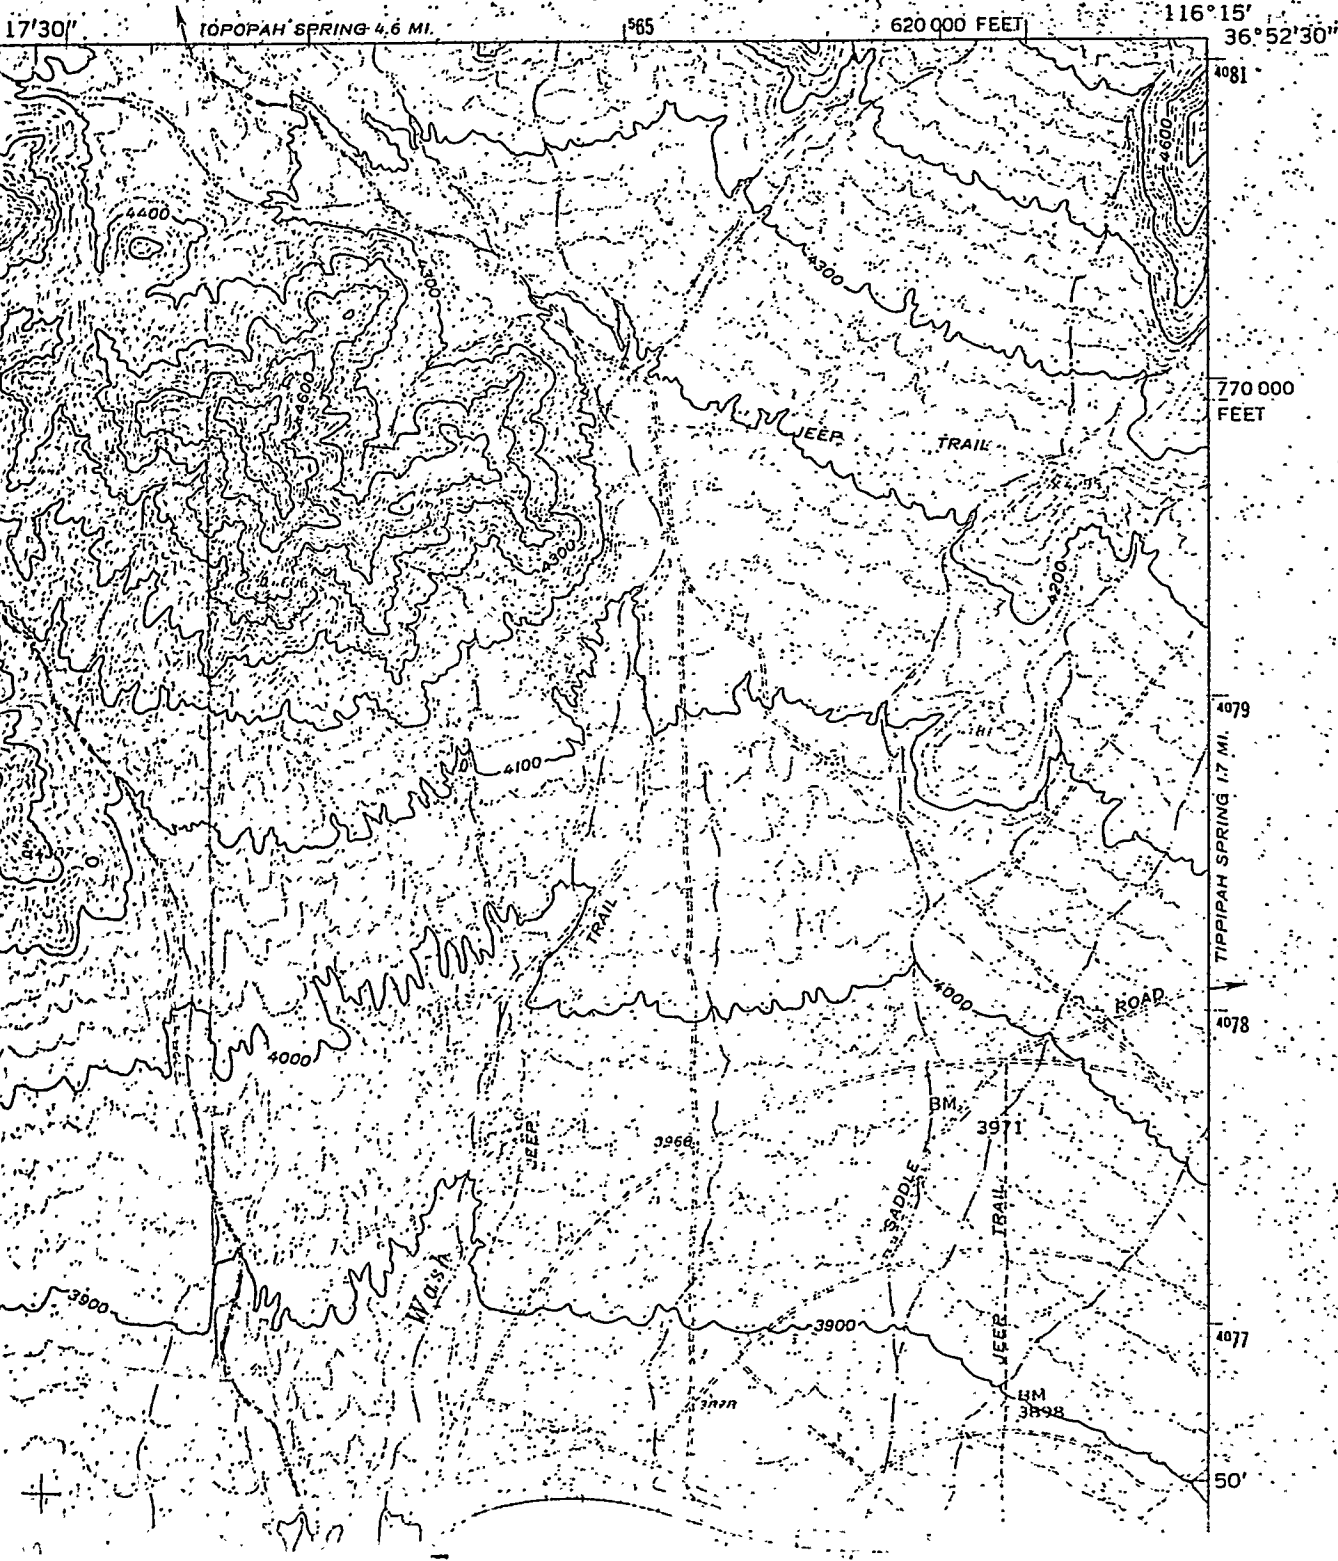 17'30"
TOPOPAH SPRING 4.6 MI.
565
620 000 FEET
116°15'
36°52'30"
4081
4600
4400
4300
4300
770 000
FEET
4600
JEEP TRAIL
4300
4200
4079
4100
TIPPIPAH SPRING 1.7 MI.
TRAIL
4000
ROAD
4078
4000
BM
3971
3966
JEEP
SADDLE
JEEP TRAIL
Wash
3900
3900
4077
BM
3898
50'